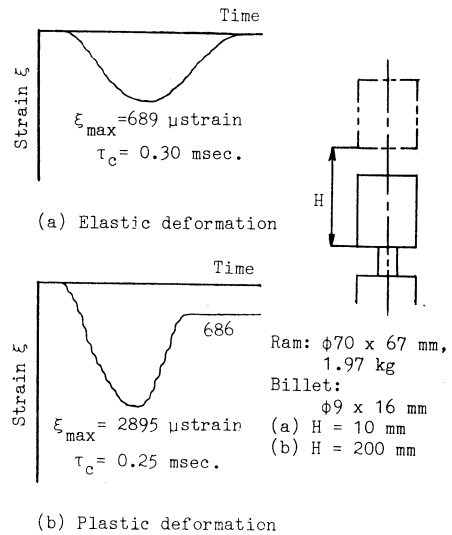 Time
Strain ξ
ξmax=689 μstrain
τc= 0.30 msec.
(a) Elastic deformation
Time
Strain ξ
686
ξmax= 2895 μstrain
τc= 0.25 msec.
(b) Plastic deformation
H
Ram: φ70 x 67 mm,
1.97 kg
Billet:
φ9 x 16 mm
(a) H = 10 mm
(b) H = 200 mm